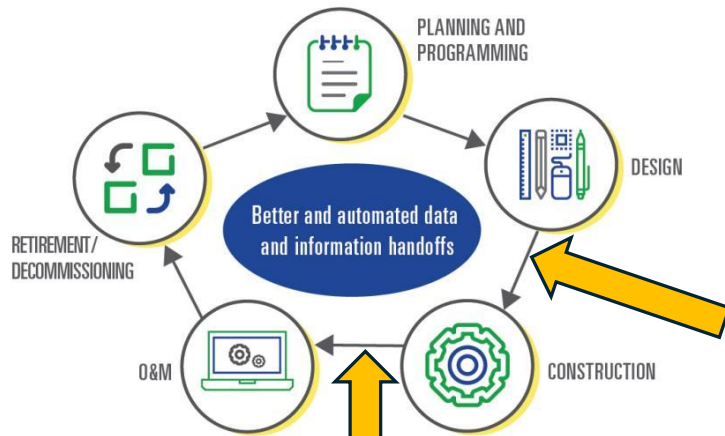 PLANNING AND
PROGRAMMING
DESIGN
Better and automated data
and information handoffs
RETIREMENT/
DECOMMISSIONING
O&M
CONSTRUCTION